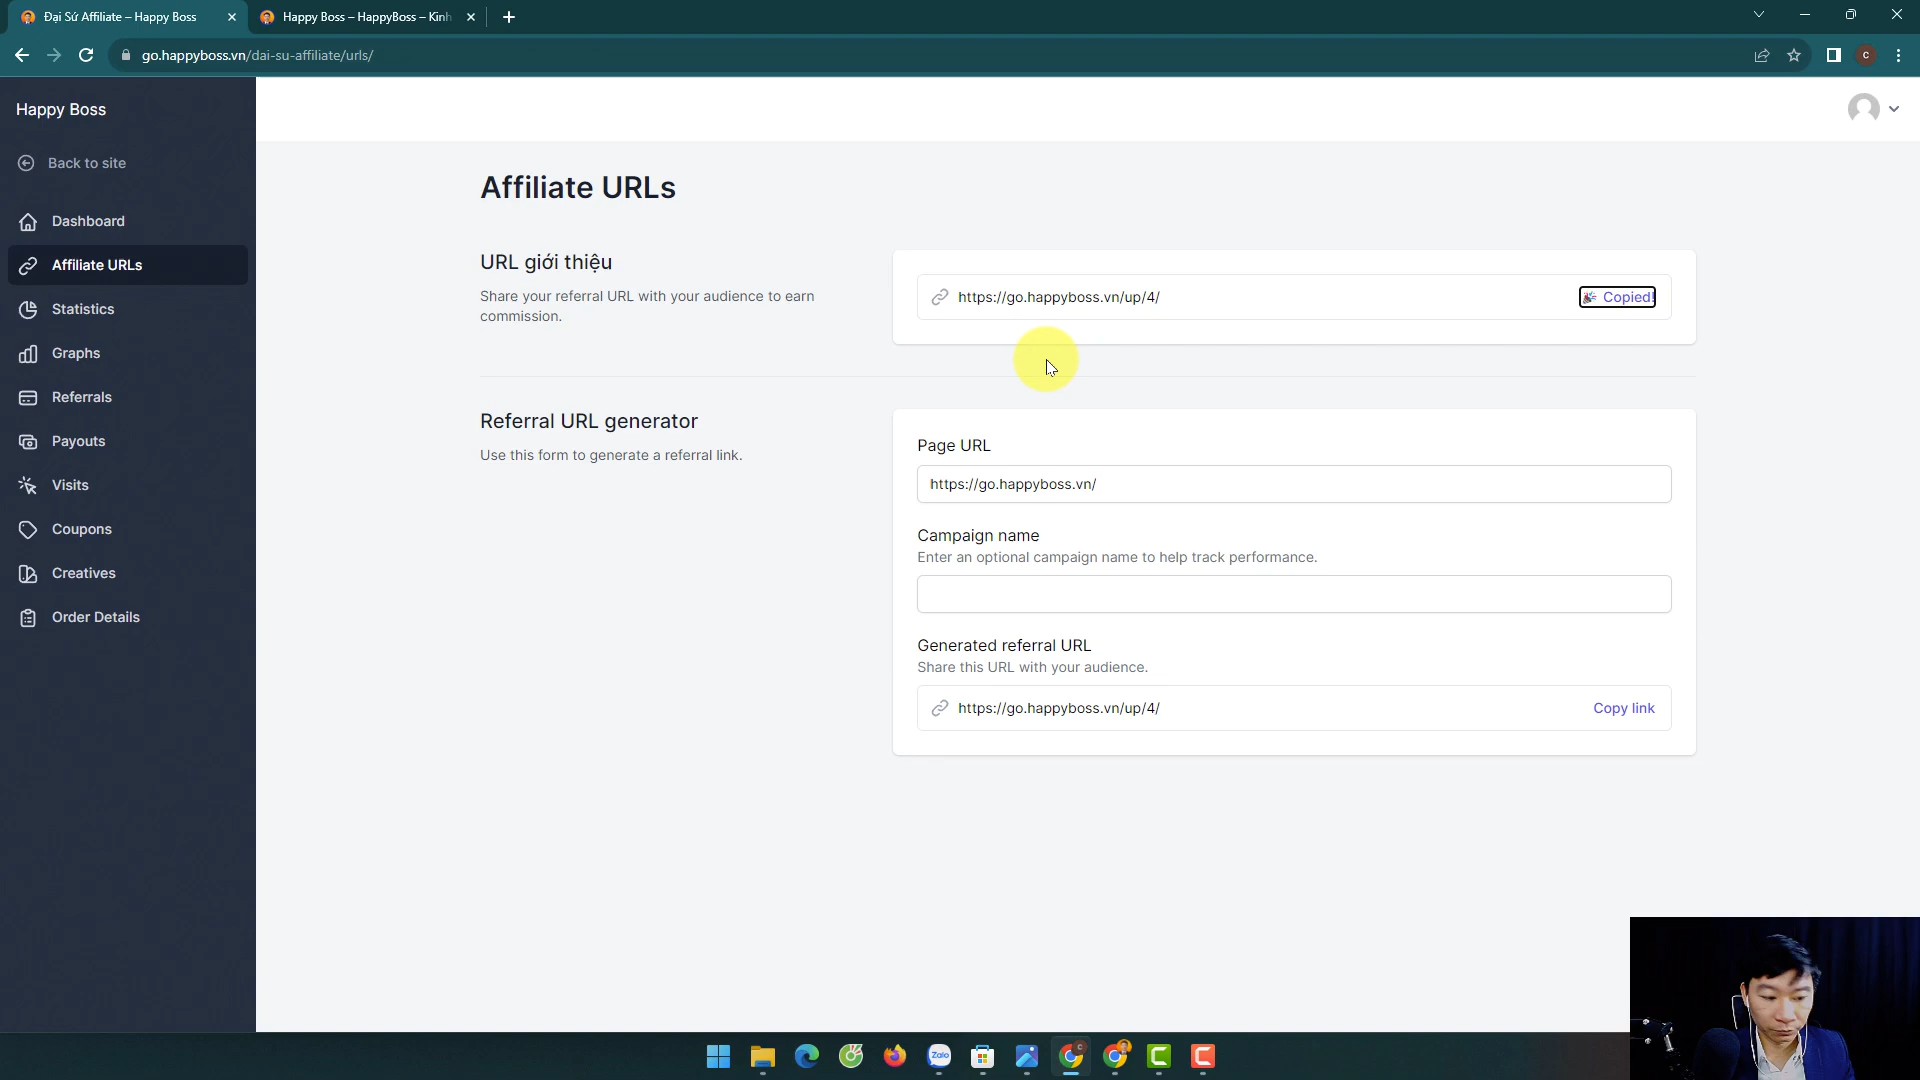 Đại Sứ Affiliate – Happy Boss
Happy Boss – HappyBoss – Kinh
go.happyboss.vn/dai-su-affiliate/urls/
C
Happy Boss
Back to site
Dashboard
Affiliate URLs
Statistics
Graphs
Referrals
Payouts
Visits
Coupons
Creatives
Order Details
Affiliate URLs
URL giới thiệu
Share your referral URL with your audience to earn
commission.
https://go.happyboss.vn/up/4/
Copied!
Referral URL generator
Use this form to generate a referral link.
Page URL
https://go.happyboss.vn/
Campaign name
Enter an optional campaign name to help track performance.
Generated referral URL
Share this URL with your audience.
https://go.happyboss.vn/up/4/
Copy link
Zalo